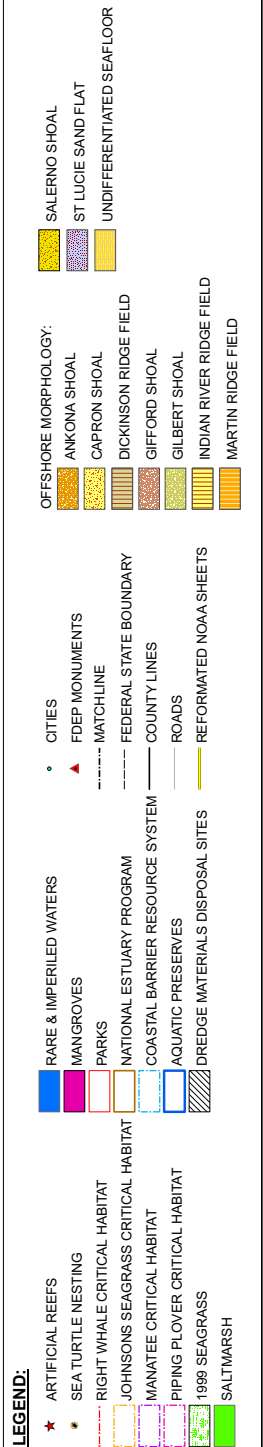 LEGEND:
ARTIFICIAL REEFS
SEA TURTLE NESTING
RIGHT WHALE CRITICAL HABITAT
JOHNSONS SEAGRASS CRITICAL HABITAT
MANATEE CRITICAL HABITAT
PIPING PLOVER CRITICAL HABITAT
1999 SEAGRASS
SALTMARSH
RARE & IMPERILED WATERS
MANGROVES
PARKS
NATIONAL ESTUARY PROGRAM
COASTAL BARRIER RESOURCE SYSTEM
AQUATIC PRESERVES
DREDGE MATERIALS DISPOSAL SITES
CITIES
FDEP MONUMENTS
MATCHLINE
FEDERAL STATE BOUNDARY
COUNTY LINES
ROADS
REFORMATED NOAA SHEETS
OFFSHORE MORPHOLOGY:
ANKONA SHOAL
CAPRON SHOAL
DICKINSON RIDGE FIELD
GIFFORD SHOAL
GILBERT SHOAL
INDIAN RIVER RIDGE FIELD
MARTIN RIDGE FIELD
SALERNO SHOAL
ST LUCIE SAND FLAT
UNDIFFERENTIATED SEAFLOOR